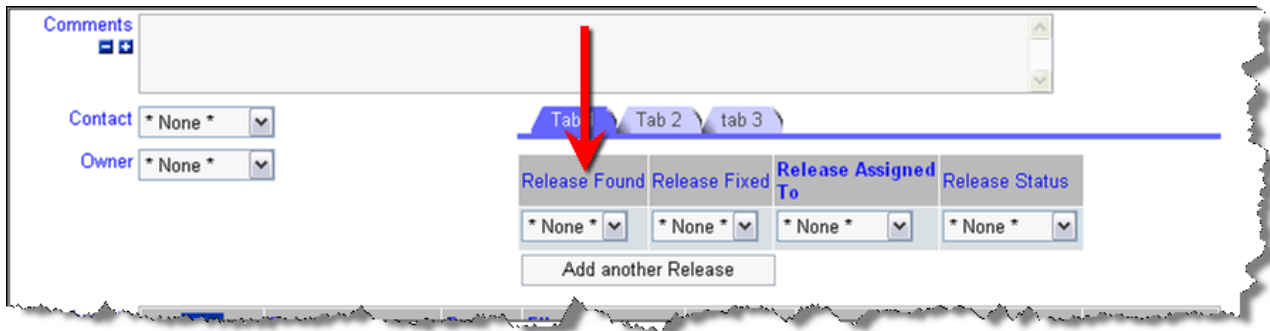 Comments
Contact * None *
Tab 2 tab 3
Owner * None *
Release Found Release Fixed Release Assigned To Release Status
* None * * None * * None * * None *
Add another Release